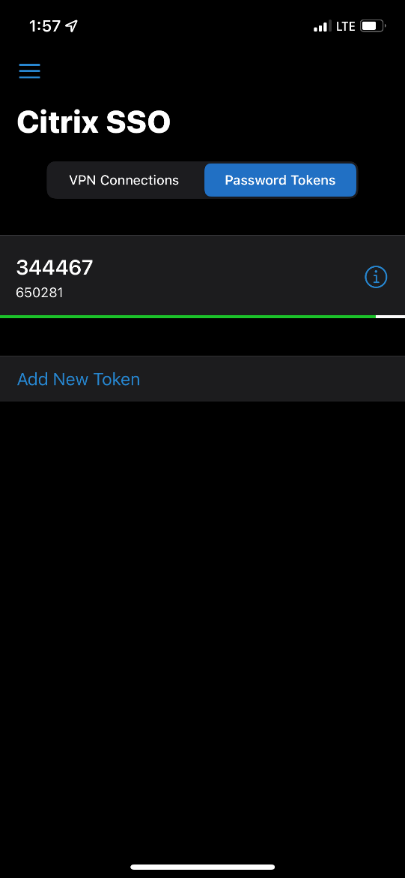 1:57 LTE
Citrix SSO
VPN Connections Password Tokens
344467
650281
Add New Token